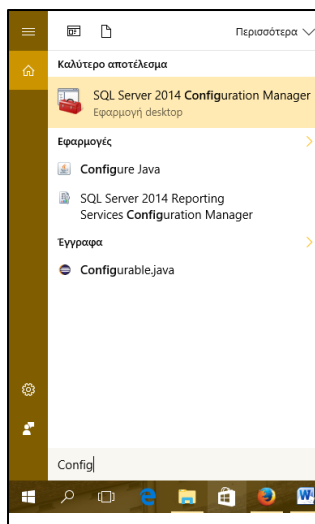 Περισσότερα
Καλύτερο αποτέλεσμα
SQL Server 2014 Configuration Manager
Εφαρμογή desktop
Εφαρμογές
Configure Java
SQL Server 2014 Reporting
Services Configuration Manager
Έγγραφα
Configurable.java
Config